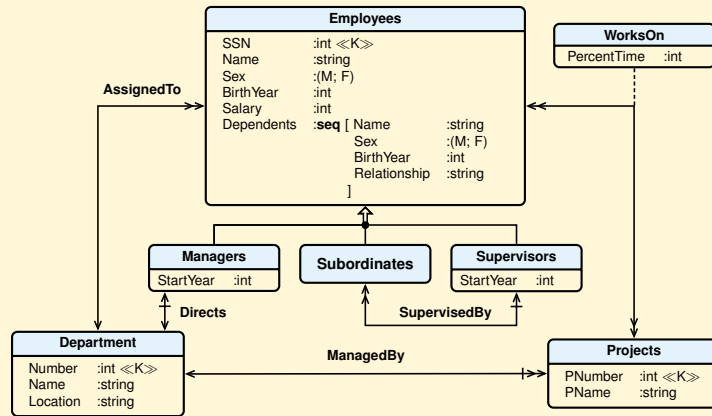 Employees
SSN :int ≪K≫
Name :string
Sex :(M; F)
BirthYear :int
Salary :int
Dependents :seq [ Name :string
Sex :(M; F)
BirthYear :int
Relationship :string
]
WorksOn
PercentTime :int
AssignedTo
Managers
StartYear :int
Subordinates
Supervisors
StartYear :int
Directs
SupervisedBy
Department
Number :int ≪K≫
Name :string
Location :string
ManagedBy
Projects
PNumber :int ≪K≫
PName :string